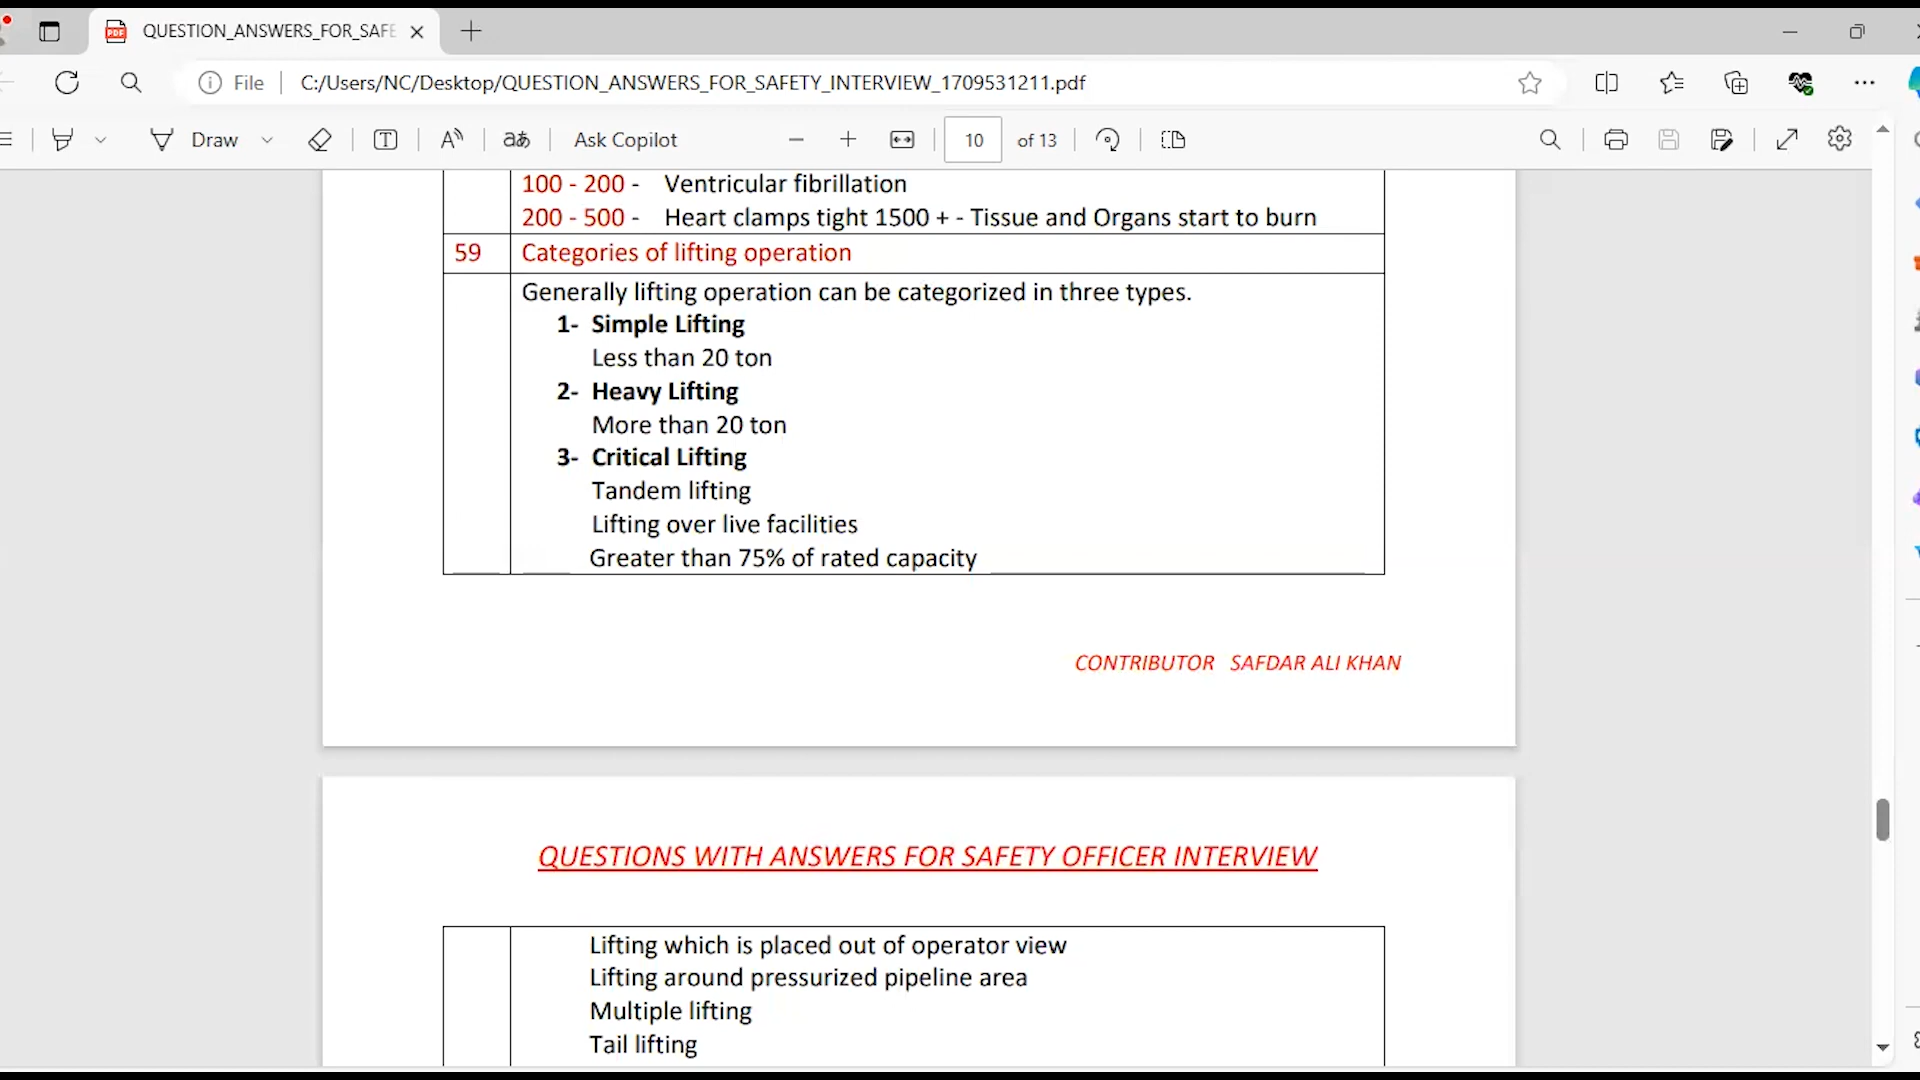 QUESTION_ANSWERS_FOR_SAFE
File
C:/Users/NC/Desktop/QUESTION_ANSWERS_FOR_SAFETY_INTERVIEW_1709531211.pdf
Draw
Ask Copilot
10 of 13
100 - 200 - Ventricular fibrillation
200 - 500 - Heart clamps tight 1500 + - Tissue and Organs start to burn
59 Categories of lifting operation
Generally lifting operation can be categorized in three types.
1- Simple Lifting
Less than 20 ton
2- Heavy Lifting
More than 20 ton
3- Critical Lifting
Tandem lifting
Lifting over live facilities
Greater than 75% of rated capacity
CONTRIBUTOR SAFDAR ALI KHAN
QUESTIONS WITH ANSWERS FOR SAFETY OFFICER INTERVIEW
Lifting which is placed out of operator view
Lifting around pressurized pipeline area
Multiple lifting
Tail lifting